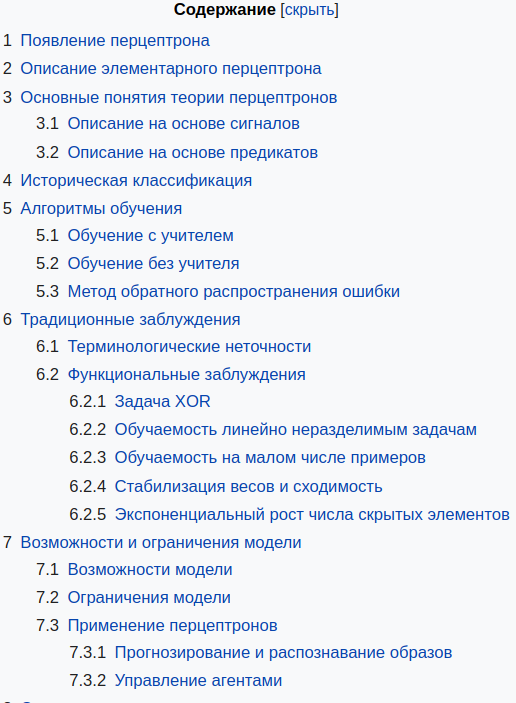 Содержание [скрыть]
1 Появление перцептрона
2 Описание элементарного перцептрона
3 Основные понятия теории перцептронов
3.1 Описание на основе сигналов
3.2 Описание на основе предикатов
4 Историческая классификация
5 Алгоритмы обучения
5.1 Обучение с учителем
5.2 Обучение без учителя
5.3 Метод обратного распространения ошибки
6 Традиционные заблуждения
6.1 Терминологические неточности
6.2 Функциональные заблуждения
6.2.1 Задача XOR
6.2.2 Обучаемость линейно неразделимым задачам
6.2.3 Обучаемость на малом числе примеров
6.2.4 Стабилизация весов и сходимость
6.2.5 Экспоненциальный рост числа скрытых элементов
7 Возможности и ограничения модели
7.1 Возможности модели
7.2 Ограничения модели
7.3 Применение перцептронов
7.3.1 Прогнозирование и распознавание образов
7.3.2 Управление агентами